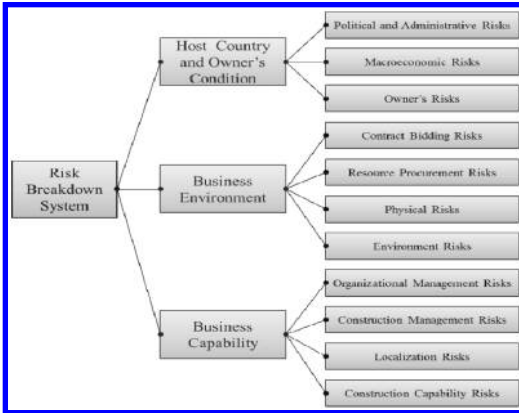 Political and Administrative Risks
Host Country
and Owner's
Condition
Macroeconomic Risks
Owner's Risks
Contract Bidding Risks
Risk
Breakdown
System
Business
Environment
Resource Procurement Risks
Physical Risks
Environment Risks
Organizational Management Risks
Business
Capability
Construction Management Risks
Localization Risks
Construction Capability Risks